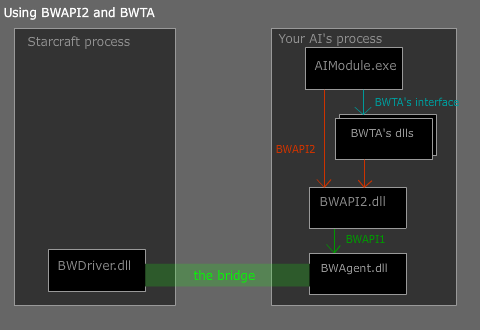 Using BWAPI2 and BWTA
Starcraft process
Your AI's process
AIModule.exe
BWTA's interface
BWTA's dlls
BWAPI2
BWAPI2.dll
BWAPI1
BWDriver.dll
the bridge
BWAgent.dll